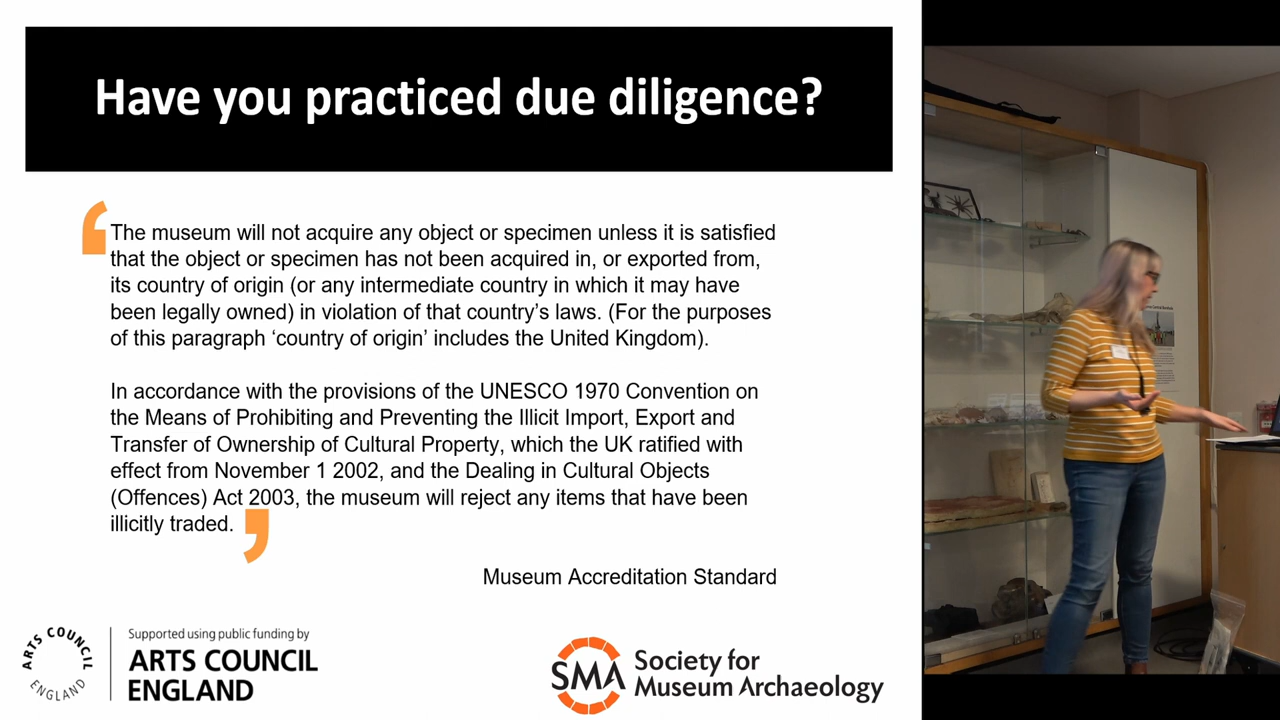 Have you practiced due diligence?
‘
The museum will not acquire any object or specimen unless it is satisfied
that the object or specimen has not been acquired in, or exported from,
its country of origin (or any intermediate country in which it may have
been legally owned) in violation of that country’s laws. (For the purposes
of this paragraph ‘country of origin’ includes the United Kingdom).
In accordance with the provisions of the UNESCO 1970 Convention on
the Means of Prohibiting and Preventing the Illicit Import, Export and
Transfer of Ownership of Cultural Property, which the UK ratified with
effect from November 1 2002, and the Dealing in Cultural Objects
(Offences) Act 2003, the museum will reject any items that have been
illicitly traded.
’
Museum Accreditation Standard
ARTS COUNCIL
ENGLAND
Supported using public funding by
ARTS COUNCIL
ENGLAND
SMA
Society for
Museum Archaeology